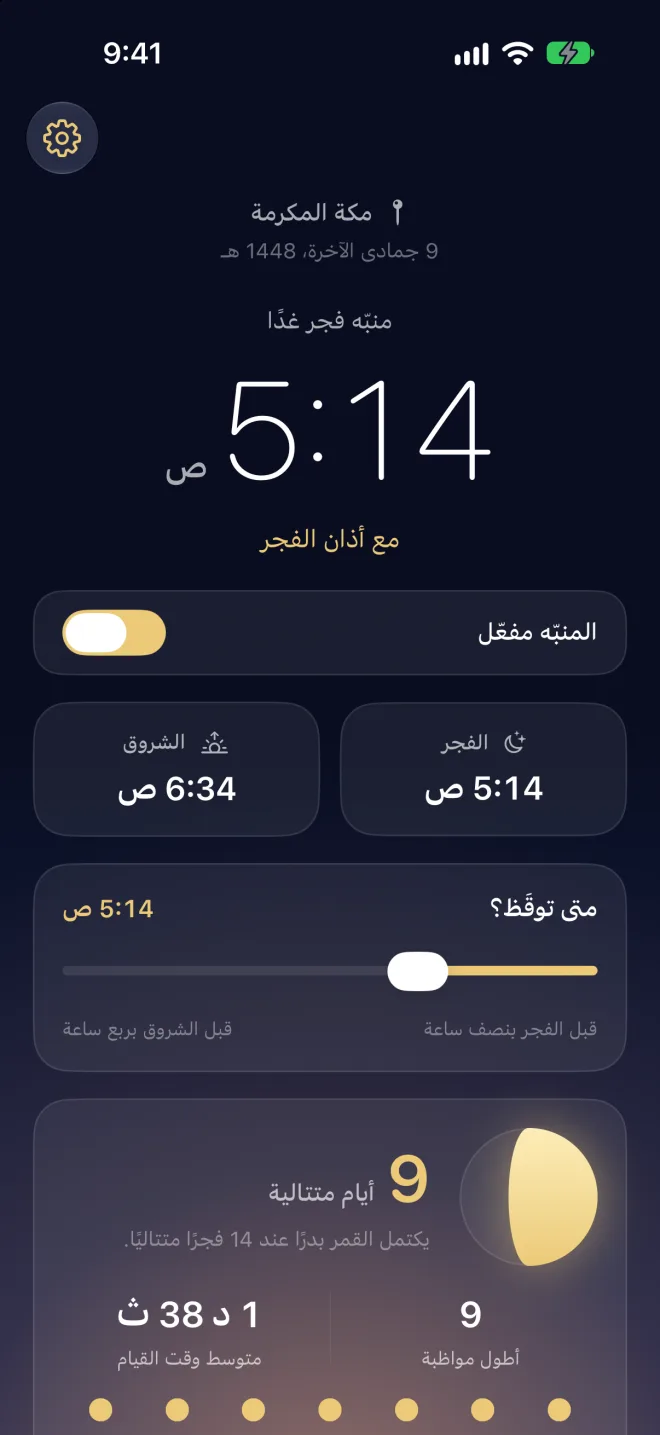 9:41
مكة المكرمة
9 جمادى الآخرة، 1448 هـ
منبّه فجر غدًا
5:14 ص
مع أذان الفجر
المنبّه مفعّل
الفجر
5:14 ص
الشروق
6:34 ص
متى توقَظ؟
5:14 ص
قبل الفجر بنصف ساعة
قبل الشروق بربع ساعة
9 أيام متتالية
يكتمل القمر بدرًا عند 14 فجرًا متتاليًا.
9
أطول مواظبة
1 د 38 ث
متوسط وقت القيام